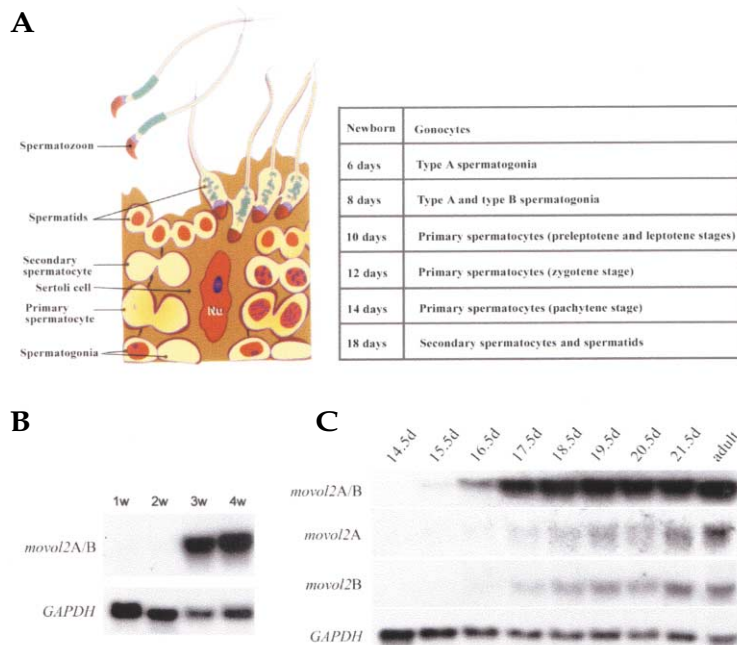 A
Spermatozoon
Spermatids
Secondary
spermatocyte
Sertoli cell
Primary
spermatocyte
Spermatogonia
Nu
Newborn Gonocytes
6 days Type A spermatogonia
8 days Type A and type B spermatogonia
10 days Primary spermatocytes (preleptotene and leptotene stages)
12 days Primary spermatocytes (zygotene stage)
14 days Primary spermatocytes (pachytene stage)
18 days Secondary spermatocytes and spermatids
B
1w 2w 3w 4w
movol2A/B
GAPDH
C
14.5d 15.5d 16.5d 17.5d 18.5d 19.5d 20.5d 21.5d adult
movol2A/B
movol2A
movol2B
GAPDH